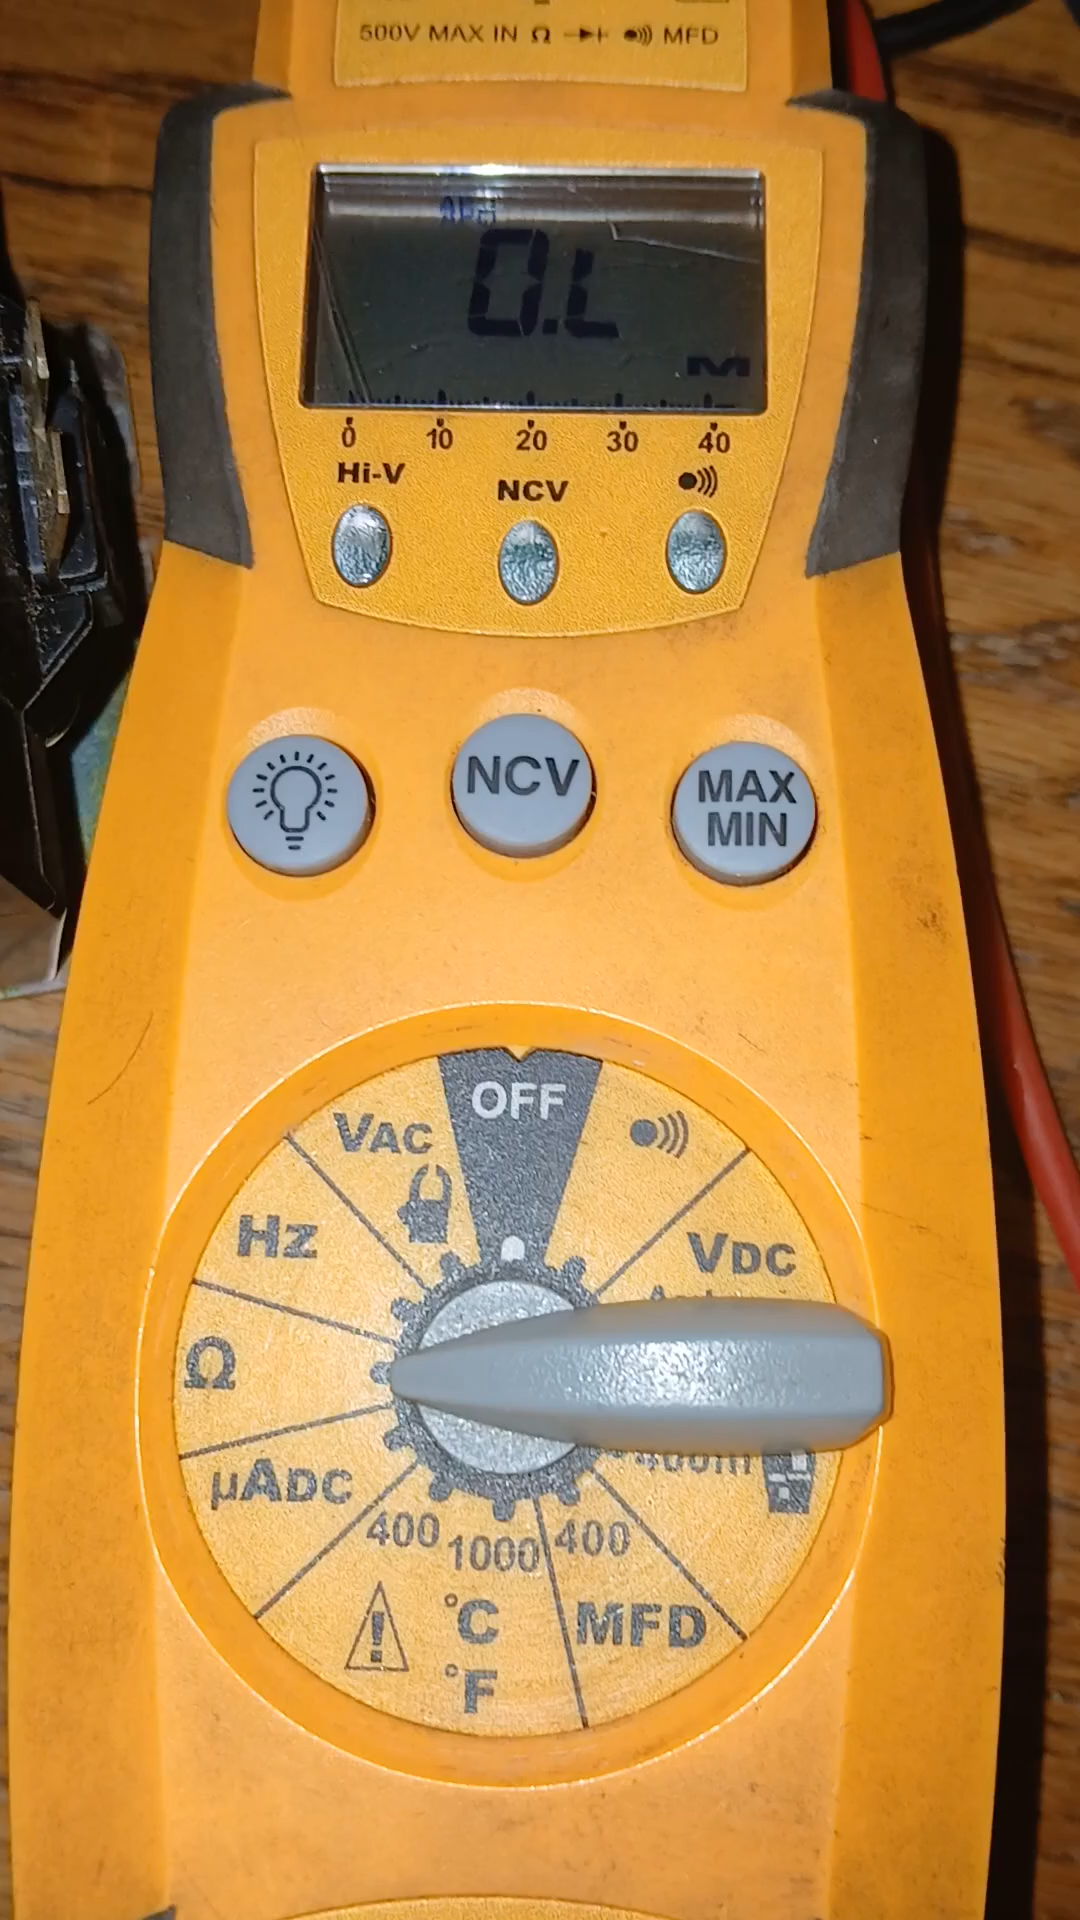 500V MAX IN Ω MFD
O.L
M
0 10 20 30 40
Hi-V NCV
NCV
MAX
MIN
OFF
VAC
VDC
Hz
Ω
µADC
400 1000 400
°C
°F
MFD